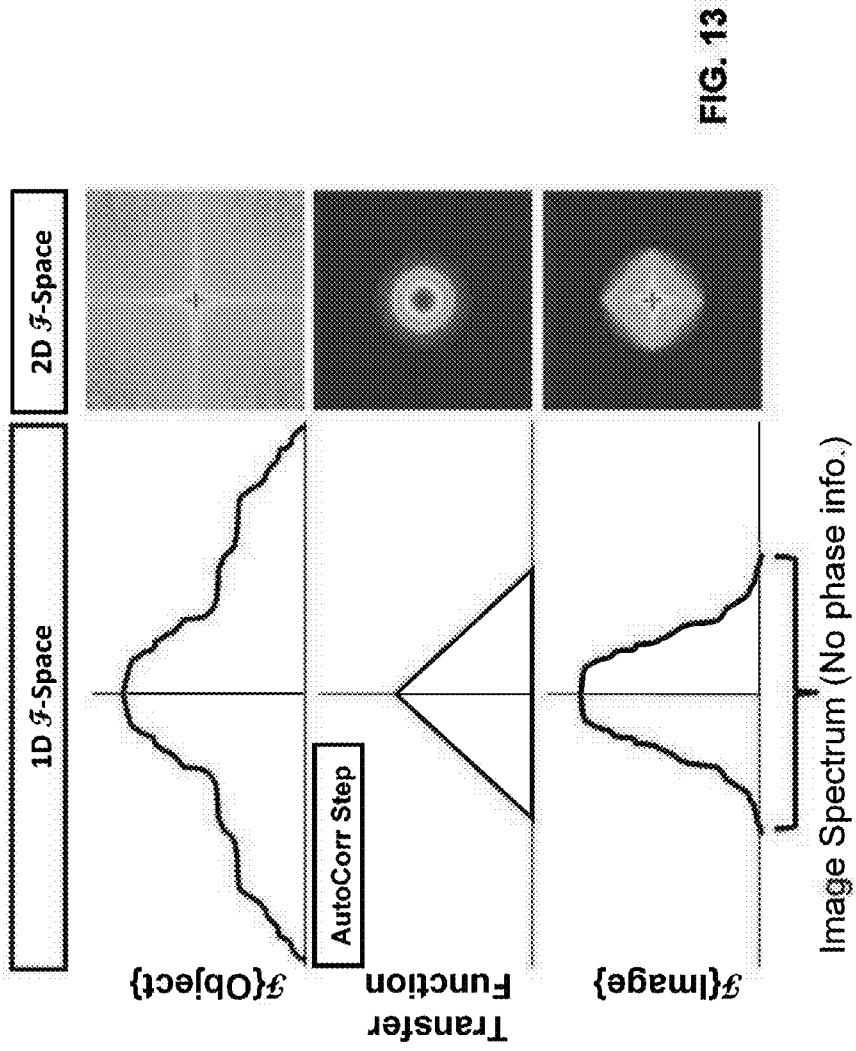 1D ℱ-Space
2D ℱ-Space
ℱ{Object}
AutoCorr Step
Transfer
Function
ℱ{Image}
Image Spectrum (No phase info.)
FIG. 13